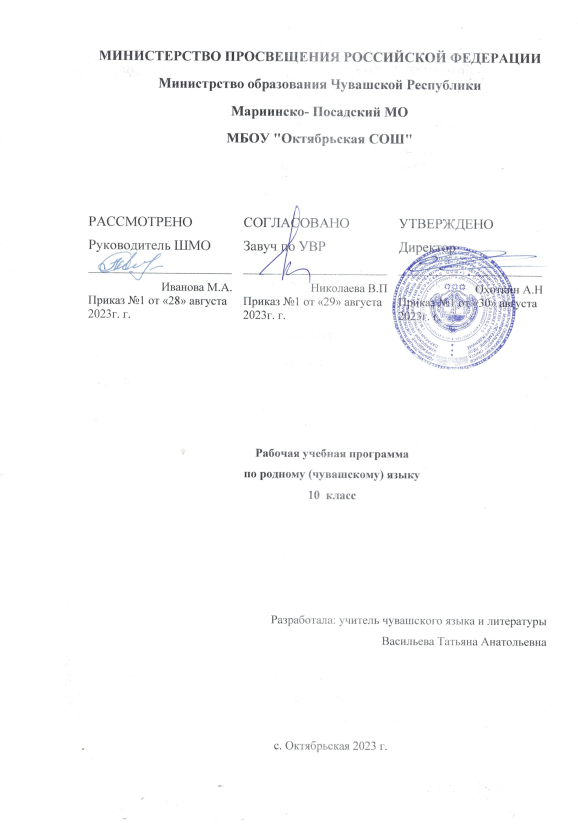 МИНИСТЕРСТВО ПРОСВЕЩЕНИЯ РОССИЙСКОЙ ФЕДЕРАЦИИ
Министрство образования Чувашской Республики
Мариинско- Посадский МО
МБОУ "Октябрьская СОШ"
РАССМОТРЕНО
Руководитель ШМО
Иванова М.А.
Приказ №1 от «28» августа
2023г. г.
СОГЛАСОВАНО
Завуч по УВР
Николаева В.П
Приказ №1 от «29» августа
2023г. г.
УТВЕРЖДЕНО
Директор
Охоткин А.Н
Приказ №1 от «30» августа
2023г. г.
Рабочая учебная программа
по родному (чувашскому) языку
10 класс
Разработала: учитель чувашского языка и литературы
Васильева Татьяна Анатольевна
с. Октябрьская 2023 г.